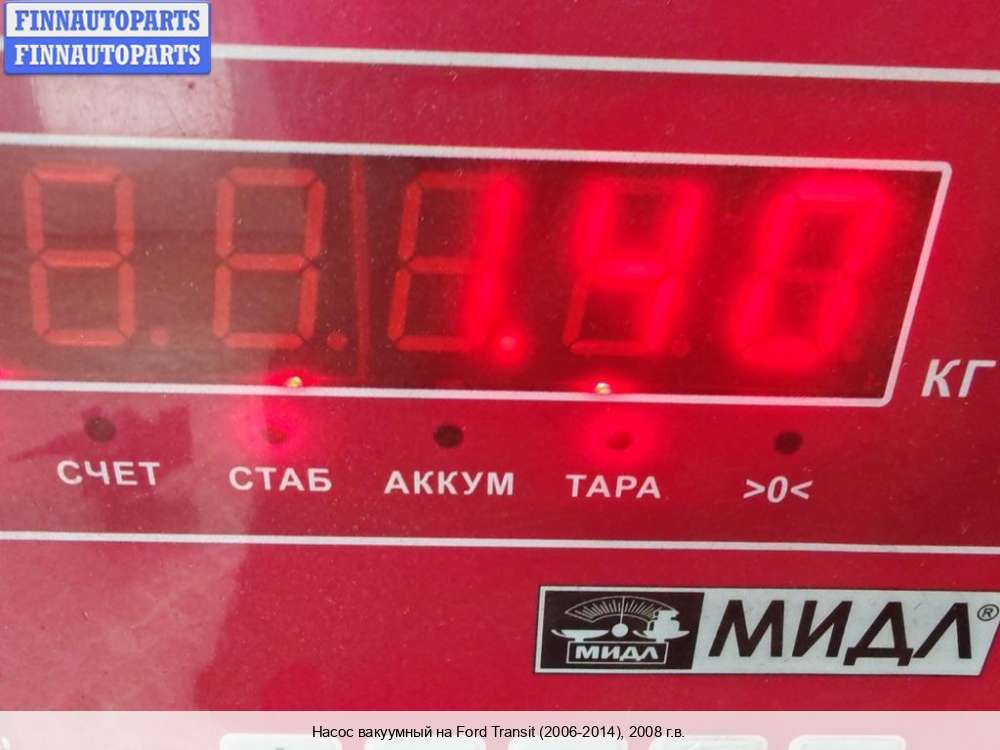 FINNAUTOPARTS
FINNAUTOPARTS
1.40
КГ
СЧЕТ СТАБ АККУМ ТАРА >0<
МИДЛ МИДЛ®
Насос вакуумный на Ford Transit (2006-2014), 2008 г.в.